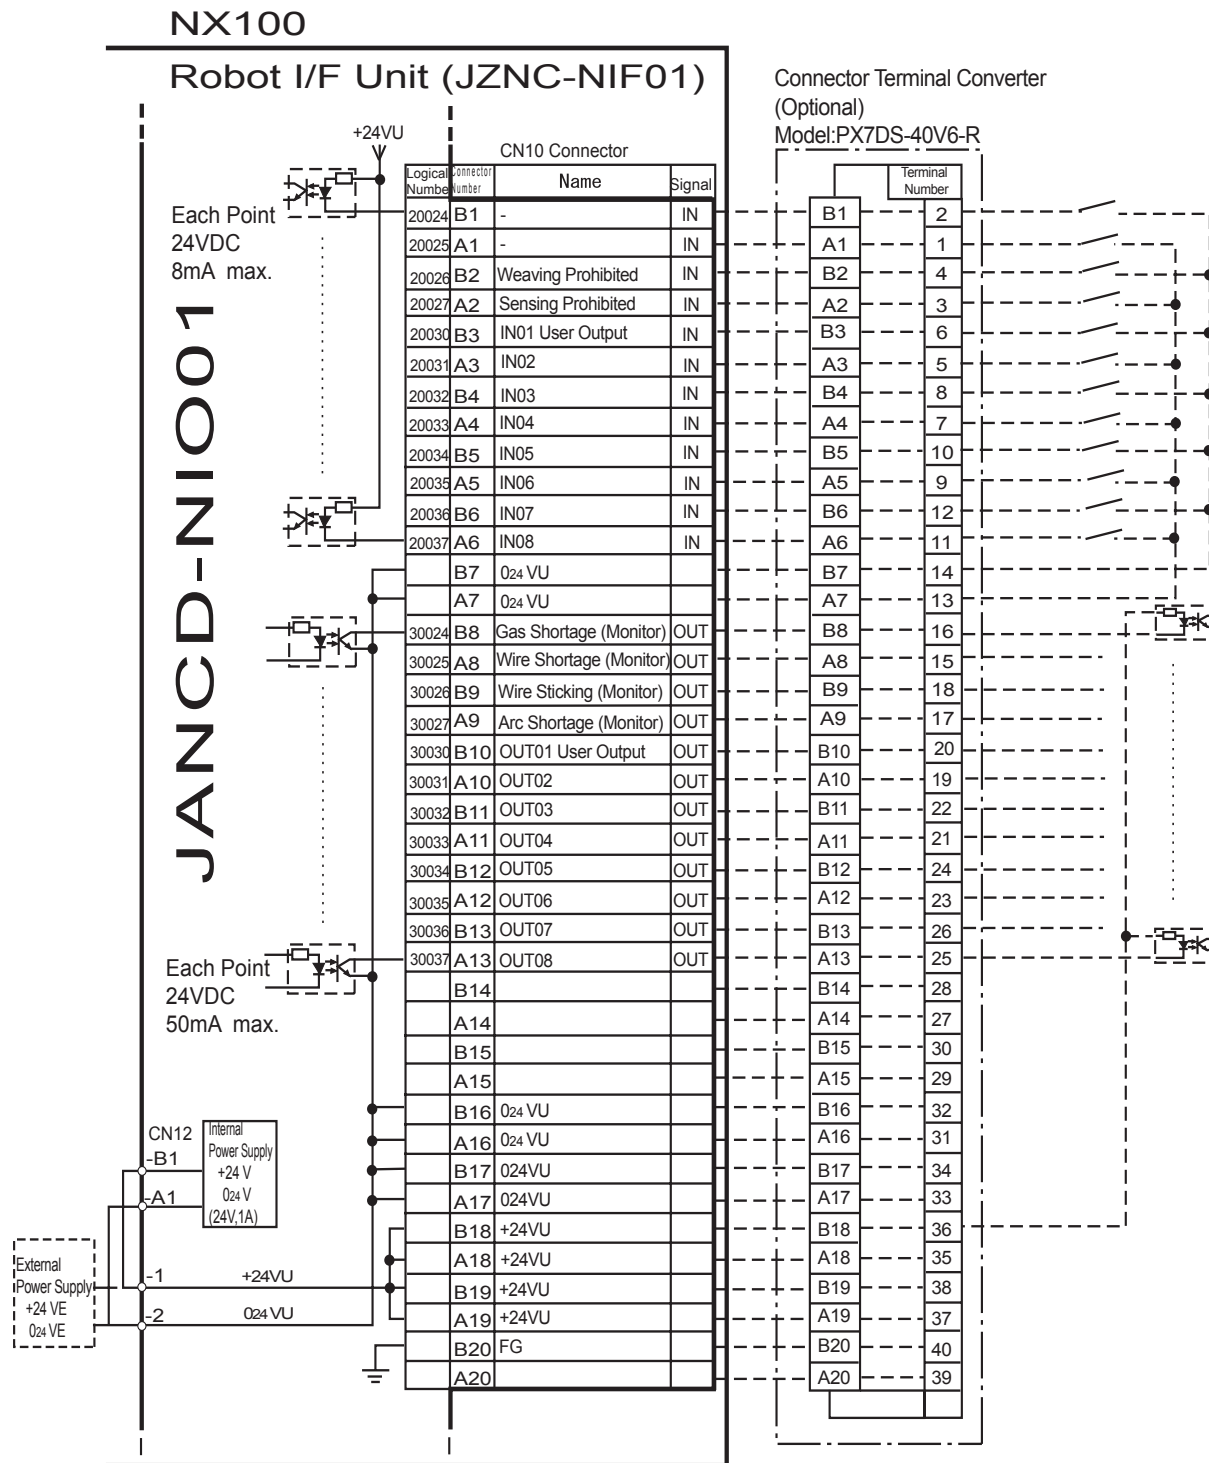 NX100
Robot I/F Unit (JZNC-NIF01)
Connector Terminal Converter
(Optional)
Model:PX7DS-40V6-R
JANCD-NIO01
+24VU
CN10 Connector
Each Point
24VDC
8mA max.
Logical Numbe Connector Number Name Signal Terminal Number
20024 B1 - IN B1 2
20025 A1 - IN A1 1
20026 B2 Weaving Prohibited IN B2 4
20027 A2 Sensing Prohibited IN A2 3
20030 B3 IN01 User Output IN B3 6
20031 A3 IN02 IN A3 5
20032 B4 IN03 IN B4 8
20033 A4 IN04 IN A4 7
20034 B5 IN05 IN B5 10
20035 A5 IN06 IN A5 9
20036 B6 IN07 IN B6 12
20037 A6 IN08 IN A6 11
B7 024 VU B7 14
A7 024 VU A7 13
30024 B8 Gas Shortage (Monitor) OUT B8 16
30025 A8 Wire Shortage (Monitor) OUT A8 15
30026 B9 Wire Sticking (Monitor) OUT B9 18
30027 A9 Arc Shortage (Monitor) OUT A9 17
30030 B10 OUT01 User Output OUT B10 20
30031 A10 OUT02 OUT A10 19
30032 B11 OUT03 OUT B11 22
30033 A11 OUT04 OUT A11 21
30034 B12 OUT05 OUT B12 24
30035 A12 OUT06 OUT A12 23
30036 B13 OUT07 OUT B13 26
30037 A13 OUT08 OUT A13 25
B14 B14 28
A14 A14 27
B15 B15 30
A15 A15 29
B16 024 VU B16 32
A16 024 VU A16 31
B17 024VU B17 34
A17 024VU A17 33
B18 +24VU B18 36
A18 +24VU A18 35
B19 +24VU B19 38
A19 +24VU A19 37
B20 FG B20 40
A20 A20 39
Each Point
24VDC
50mA max.
CN12
-B1
-A1
Internal
Power Supply
+24 V
024 V
(24V,1A)
External
Power Supply
+24 VE
024 VE
-1 +24VU
-2 024 VU